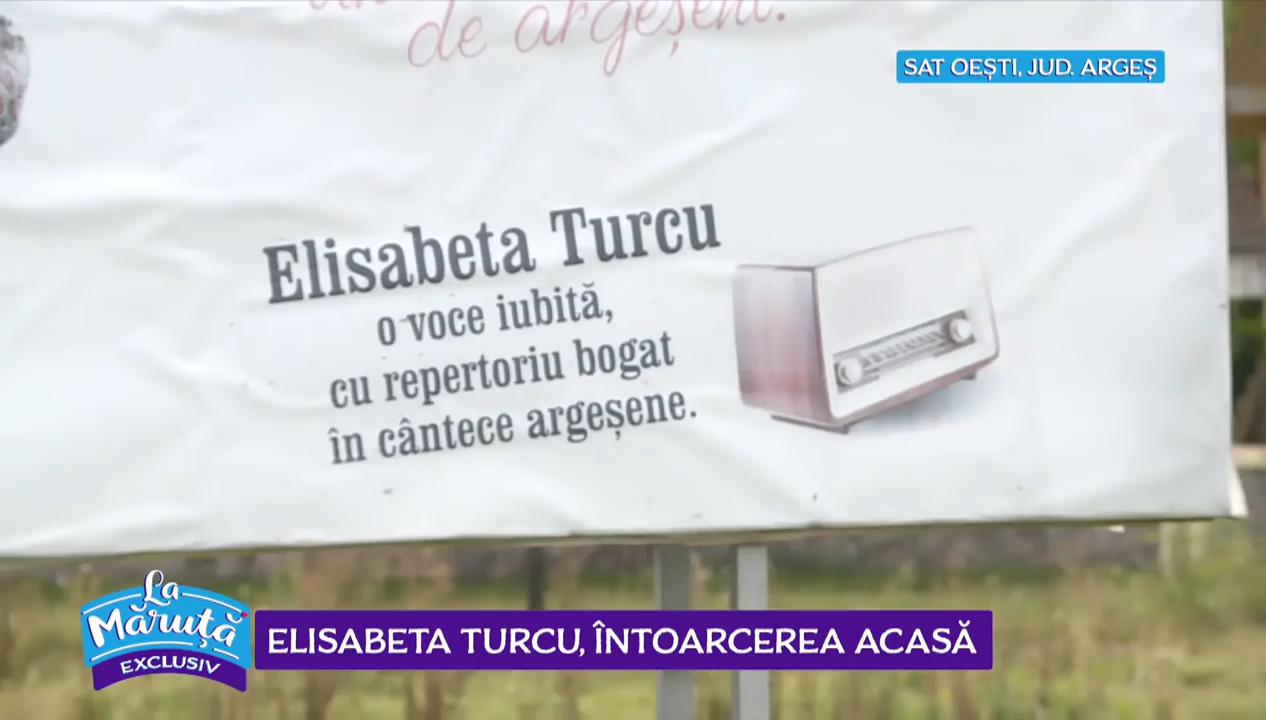 de argeșeni.
SAT OEȘTI, JUD. ARGEȘ
Elisabeta Turcu
o voce iubită,
cu repertoriu bogat
în cântece argeșene.
La
Măruță
EXCLUSIV
ELISABETA TURCU, ÎNTOARCEREA ACASĂ